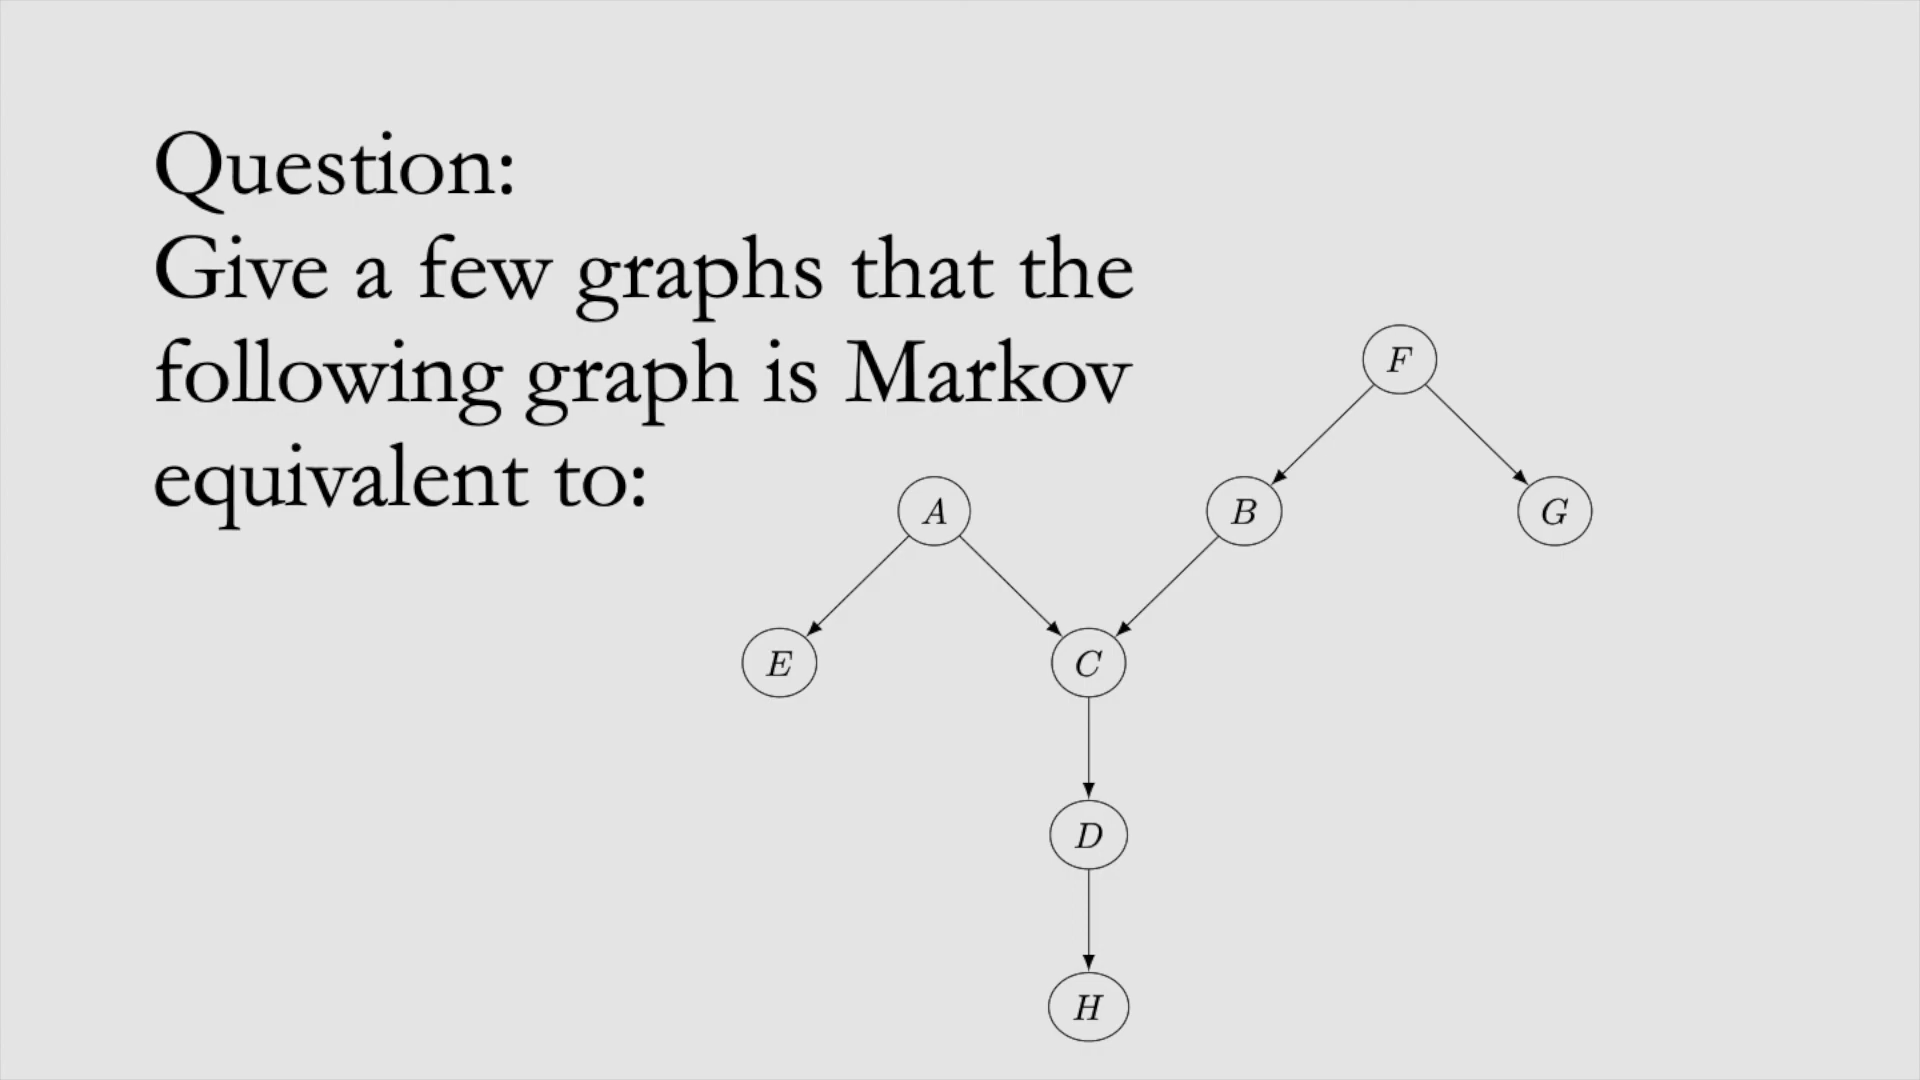 Question:
Give a few graphs that the
following graph is Markov
equivalent to:
F
A
B
G
E
C
D
H